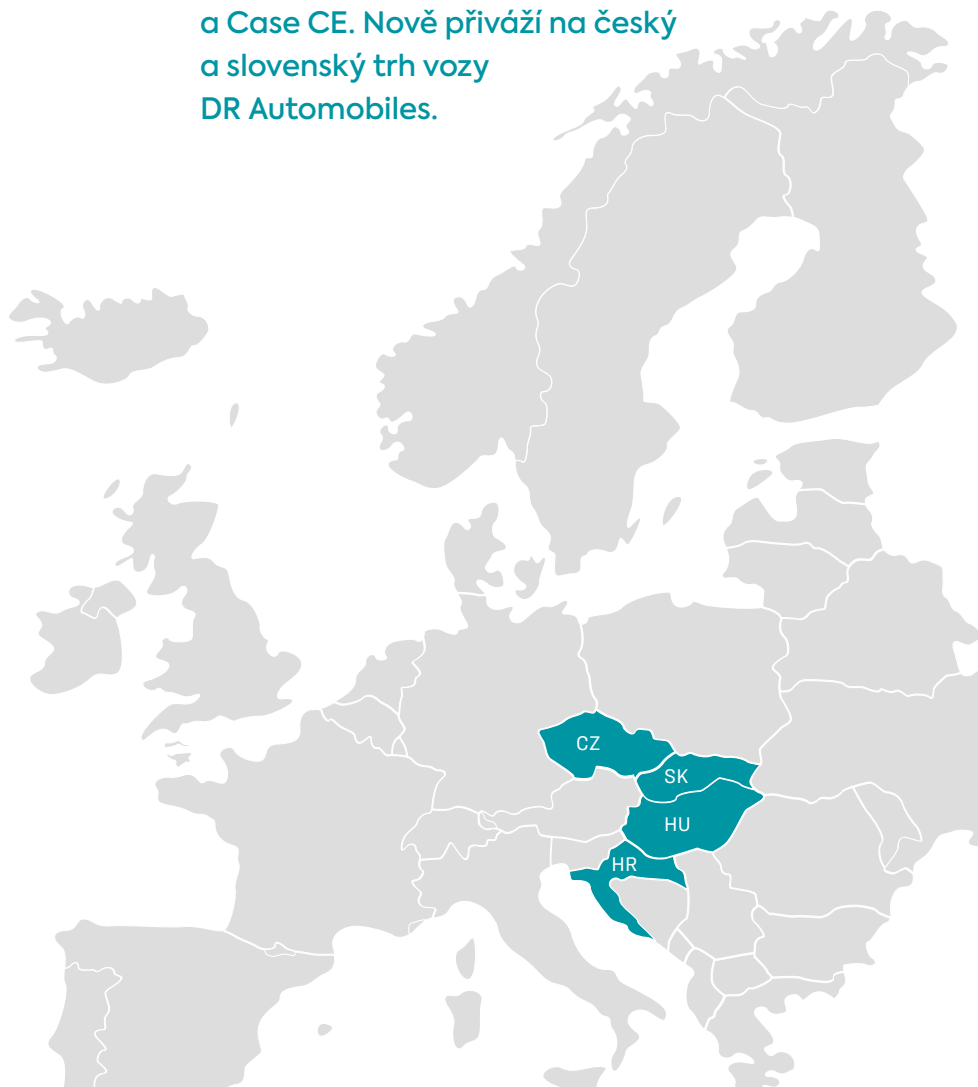 a Case CE. Nově přiváží na český
a slovenský trh vozy
DR Automobiles.
CZ
SK
HU
HR